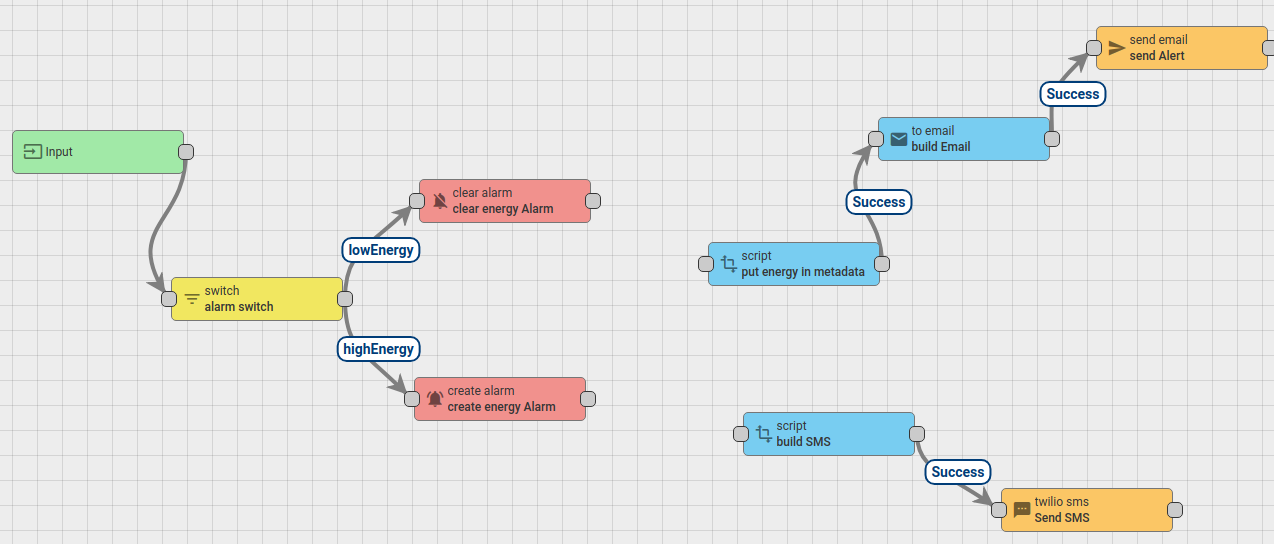 send email
send Alert
Success
to email
build Email
Input
clear alarm
clear energy Alarm
Success
lowEnergy
script
put energy in metadata
switch
alarm switch
highEnergy
create alarm
create energy Alarm
script
build SMS
Success
twilio sms
Send SMS